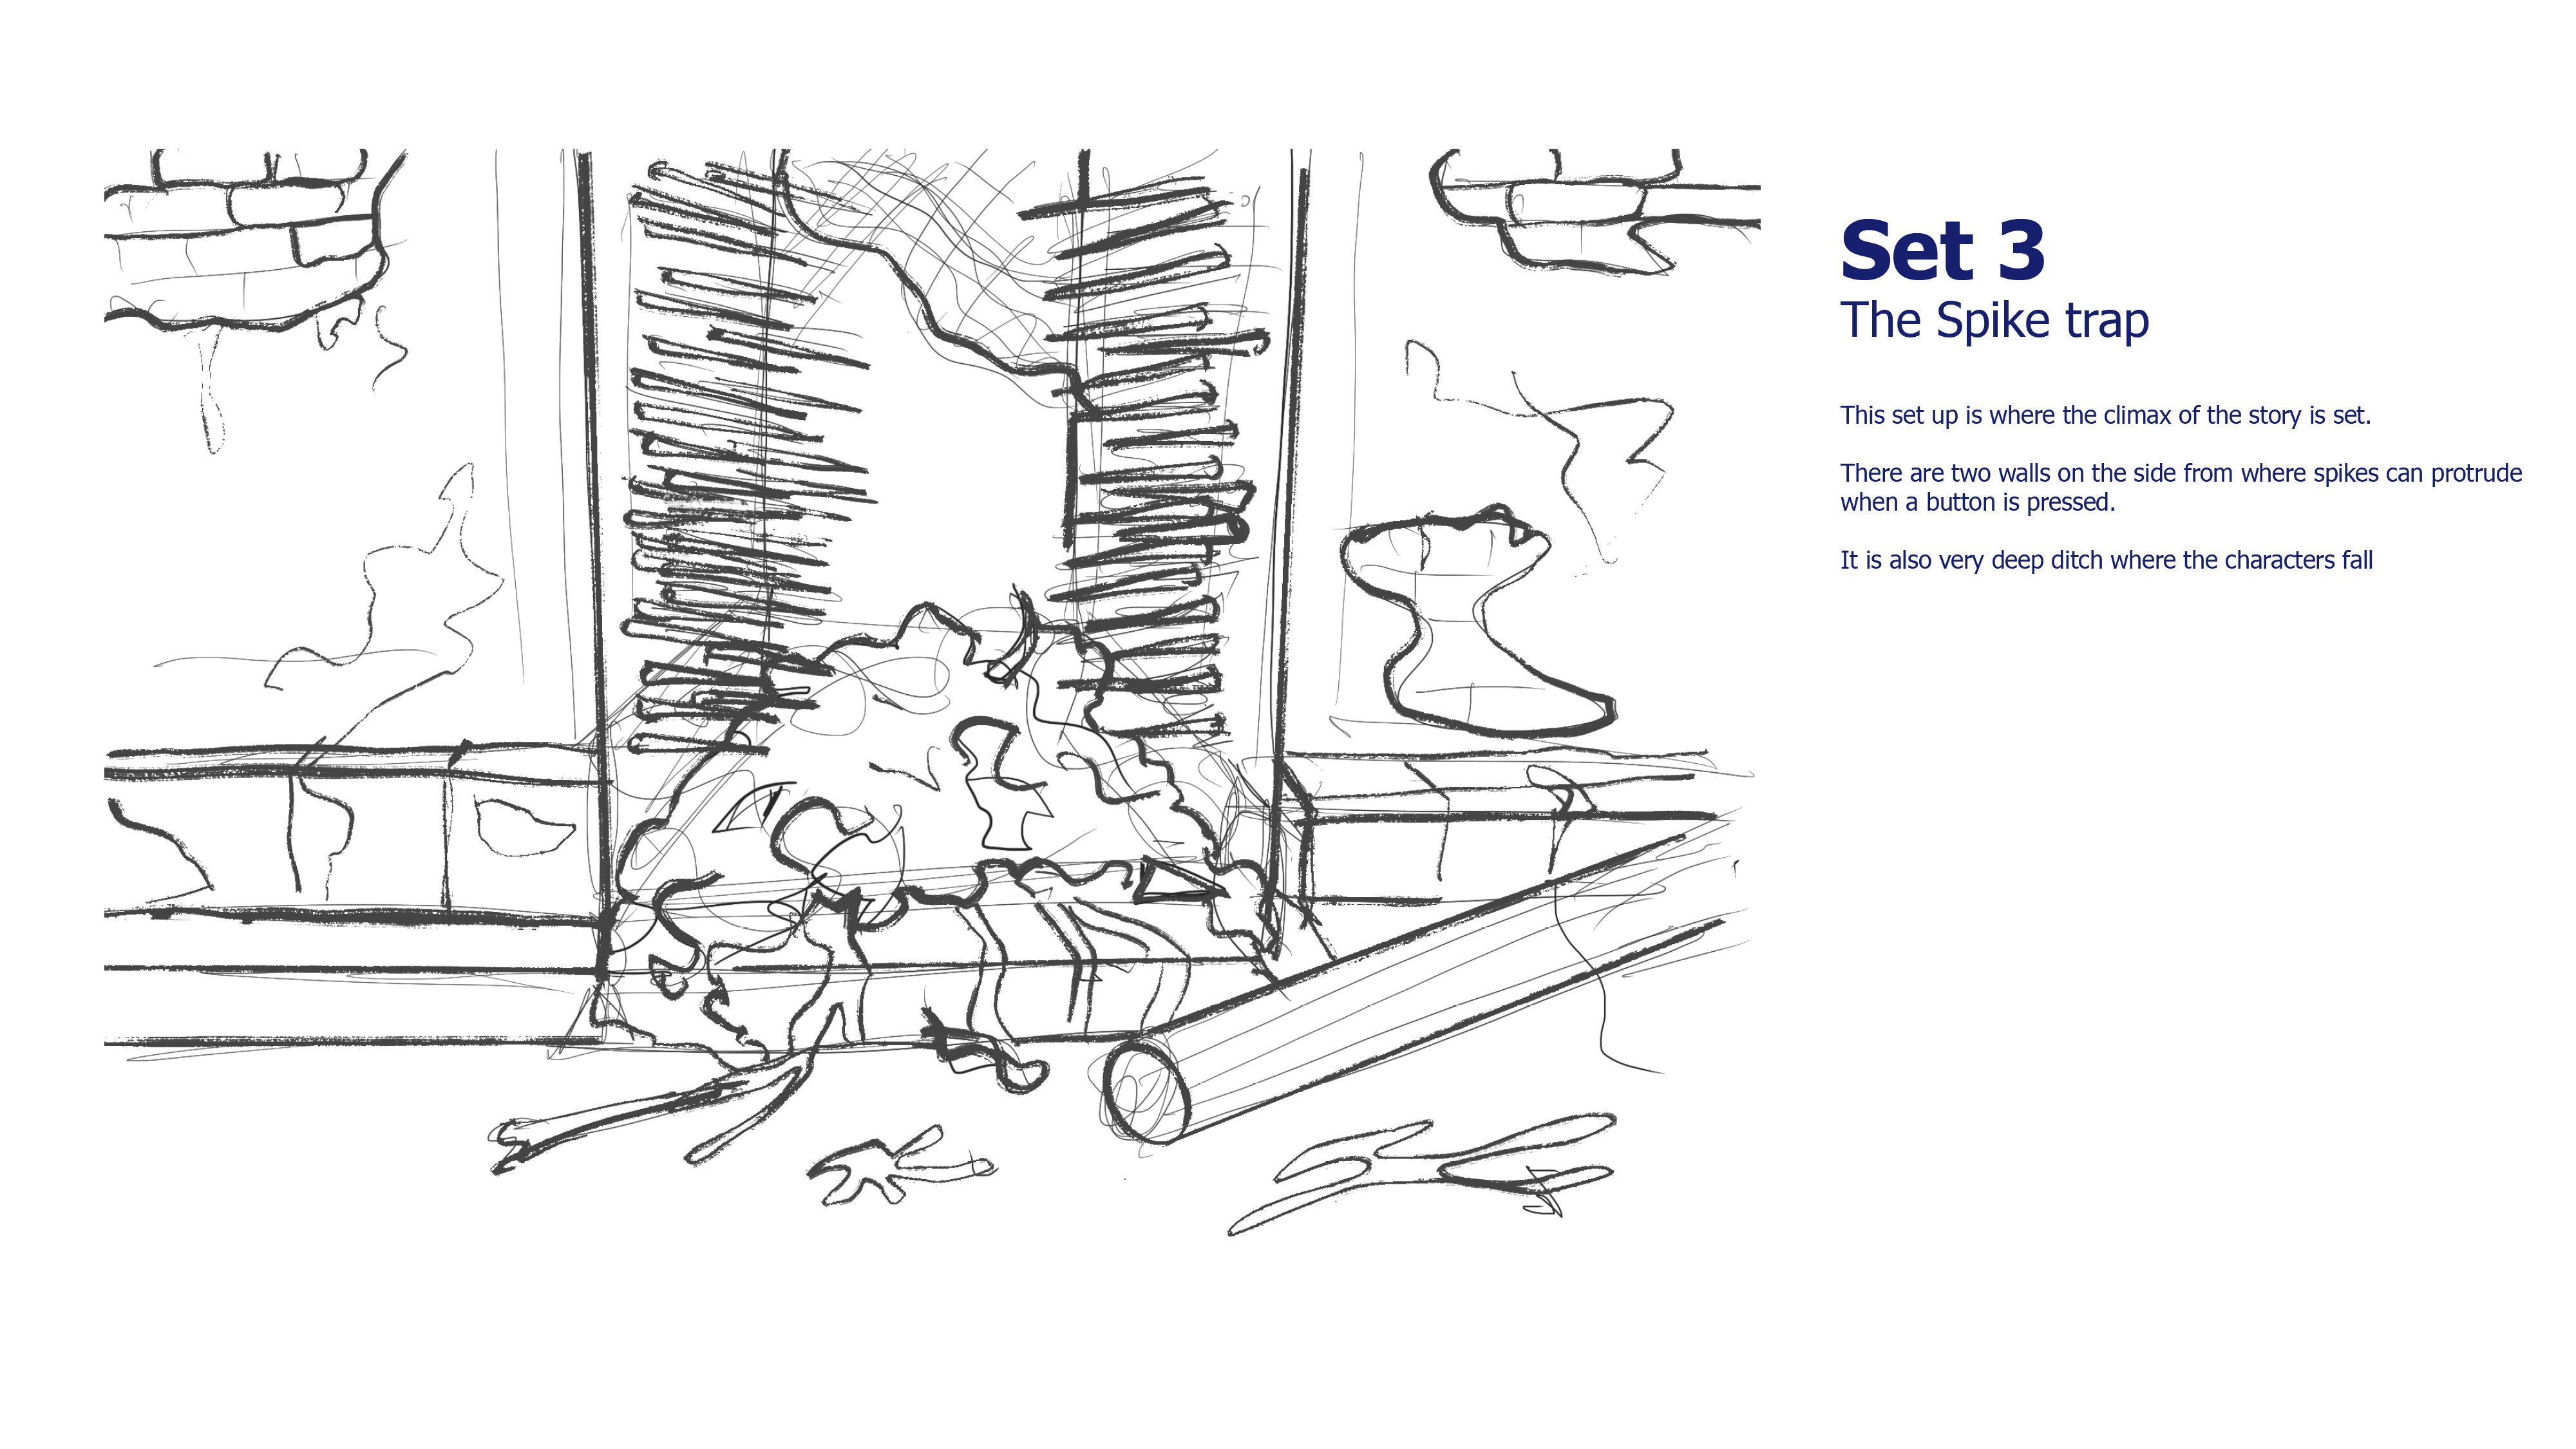 Set 3
The Spike trap
This set up is where the climax of the story is set.
There are two walls on the side from where spikes can protrude
when a button is pressed.
It is also very deep ditch where the characters fall